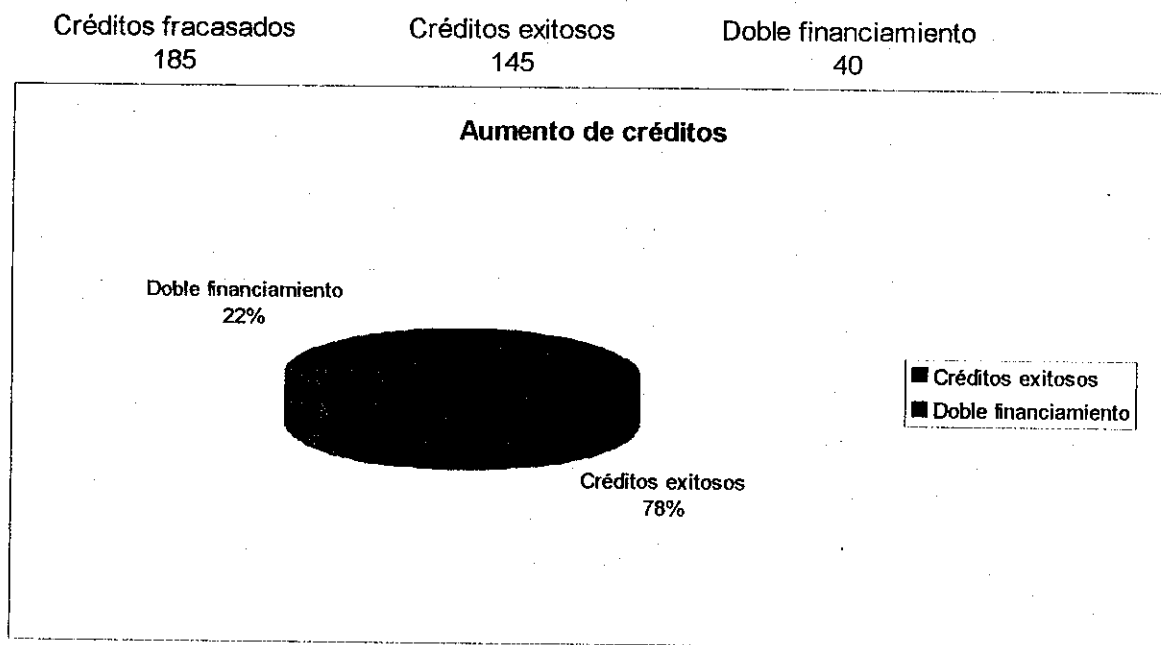 Créditos fracasados Créditos exitosos Doble financiamiento
185 145 40
Aumento de créditos
Doble financiamiento
22%
Créditos exitosos
Doble financiamiento
Créditos exitosos
78%